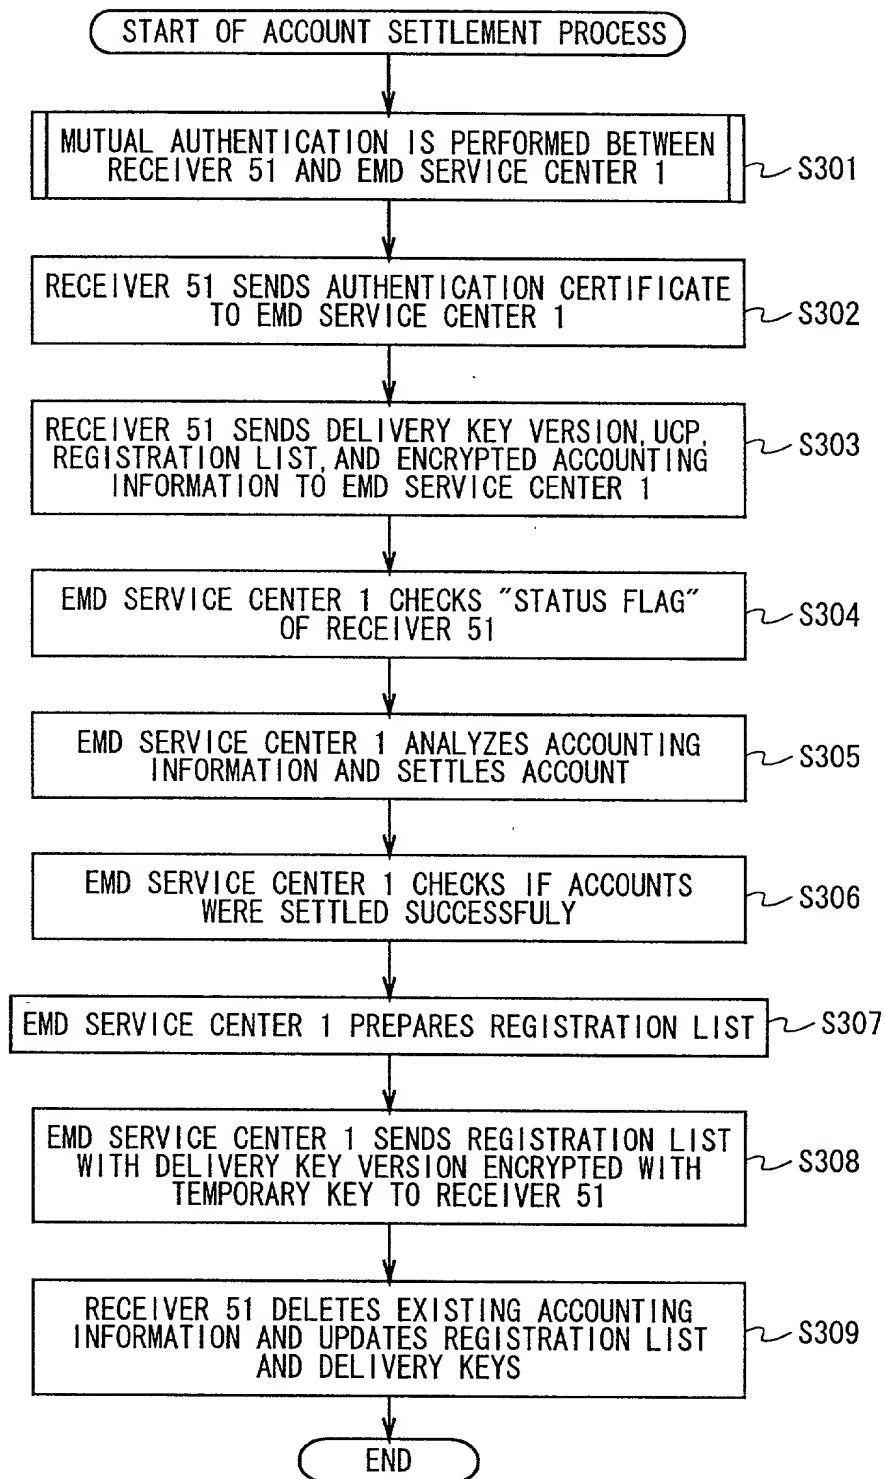 START OF ACCOUNT SETTLEMENT PROCESS
MUTUAL AUTHENTICATION IS PERFORMED BETWEEN
RECEIVER 51 AND EMD SERVICE CENTER 1
S301
RECEIVER 51 SENDS AUTHENTICATION CERTIFICATE
TO EMD SERVICE CENTER 1
S302
RECEIVER 51 SENDS DELIVERY KEY VERSION, UCP,
REGISTRATION LIST, AND ENCRYPTED ACCOUNTING
INFORMATION TO EMD SERVICE CENTER 1
S303
EMD SERVICE CENTER 1 CHECKS "STATUS FLAG"
OF RECEIVER 51
S304
EMD SERVICE CENTER 1 ANALYZES ACCOUNTING
INFORMATION AND SETTLES ACCOUNT
S305
EMD SERVICE CENTER 1 CHECKS IF ACCOUNTS
WERE SETTLED SUCCESSFULY
S306
EMD SERVICE CENTER 1 PREPARES REGISTRATION LIST
S307
EMD SERVICE CENTER 1 SENDS REGISTRATION LIST
WITH DELIVERY KEY VERSION ENCRYPTED WITH
TEMPORARY KEY TO RECEIVER 51
S308
RECEIVER 51 DELETES EXISTING ACCOUNTING
INFORMATION AND UPDATES REGISTRATION LIST
AND DELIVERY KEYS
S309
END